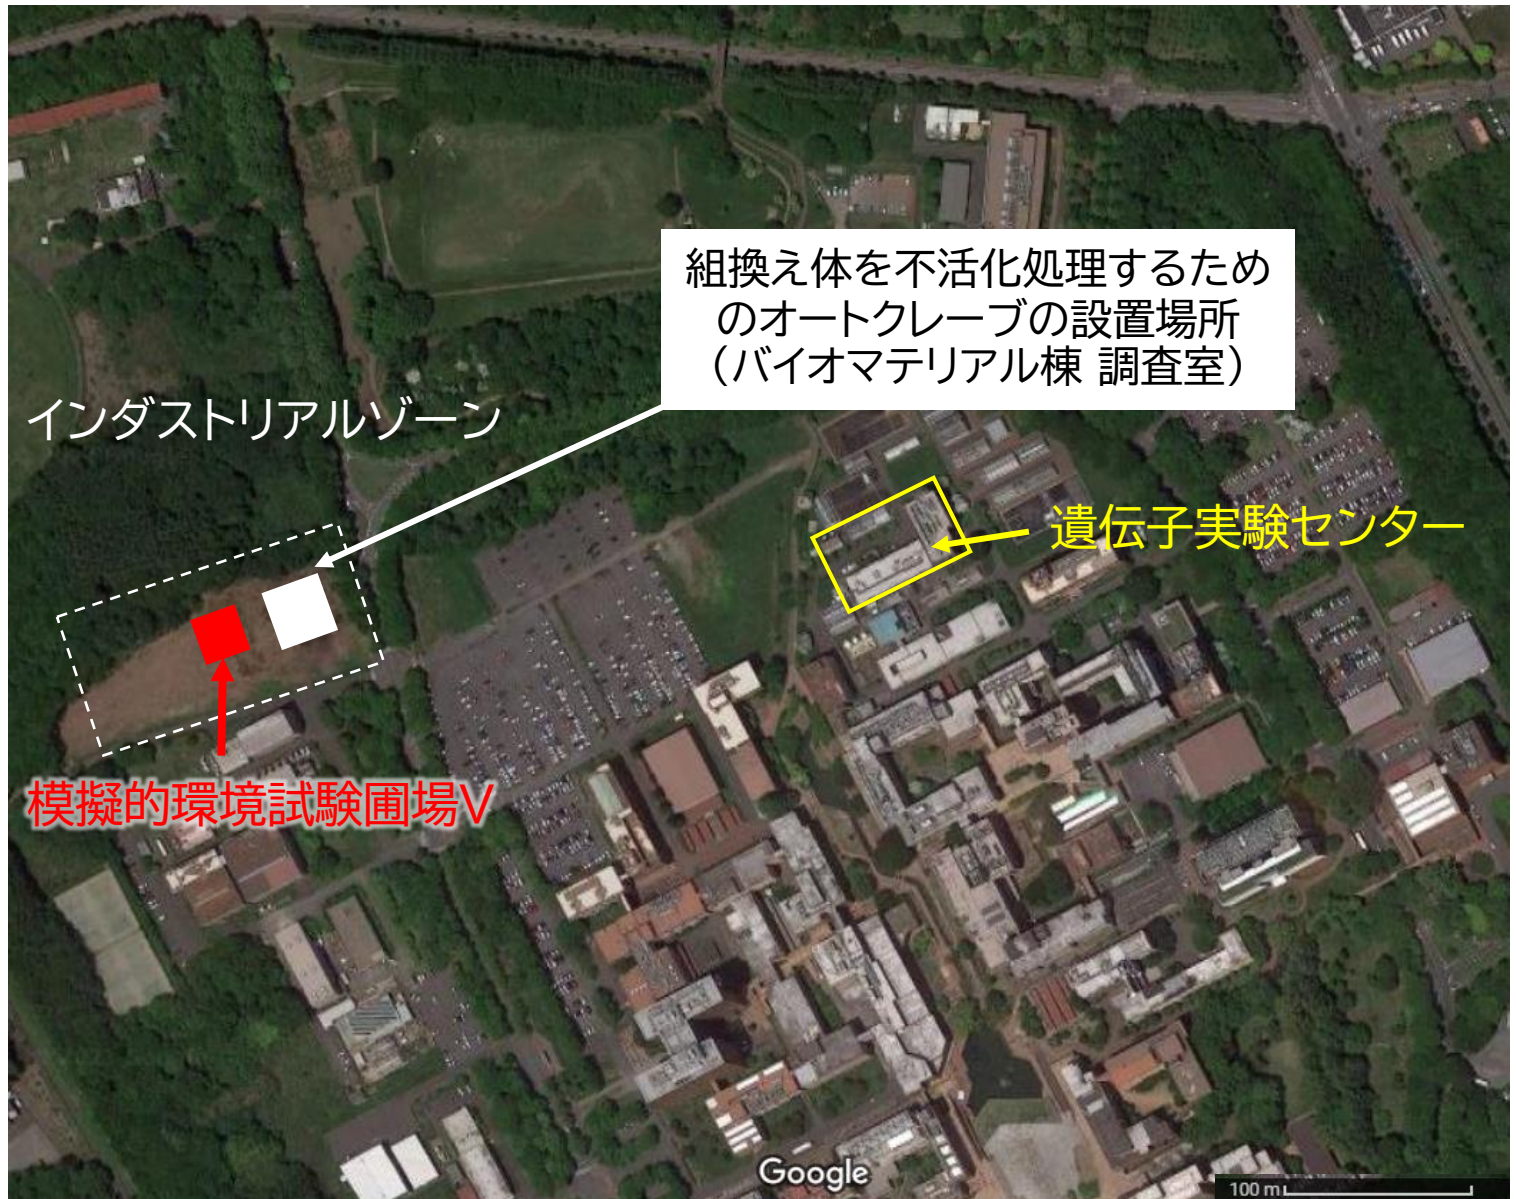 組換え体を不活化処理するため
のオートクレーブの設置場所
（バイオマテリアル棟 調査室）
インダストリアルゾーン
遺伝子実験センター
模擬的環境試験圃場V
Google
100 m